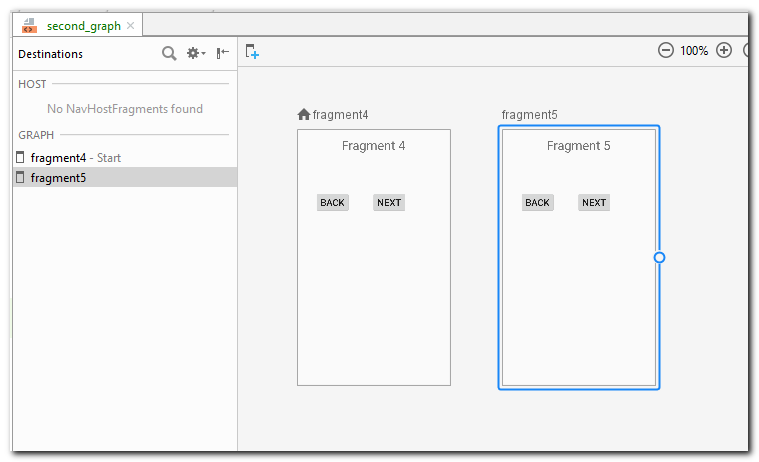 second_graph
Destinations
100%
HOST
No NavHostFragments found
GRAPH
fragment4 - Start
fragment5
fragment4
fragment5
Fragment 4
Fragment 5
BACK NEXT
BACK NEXT